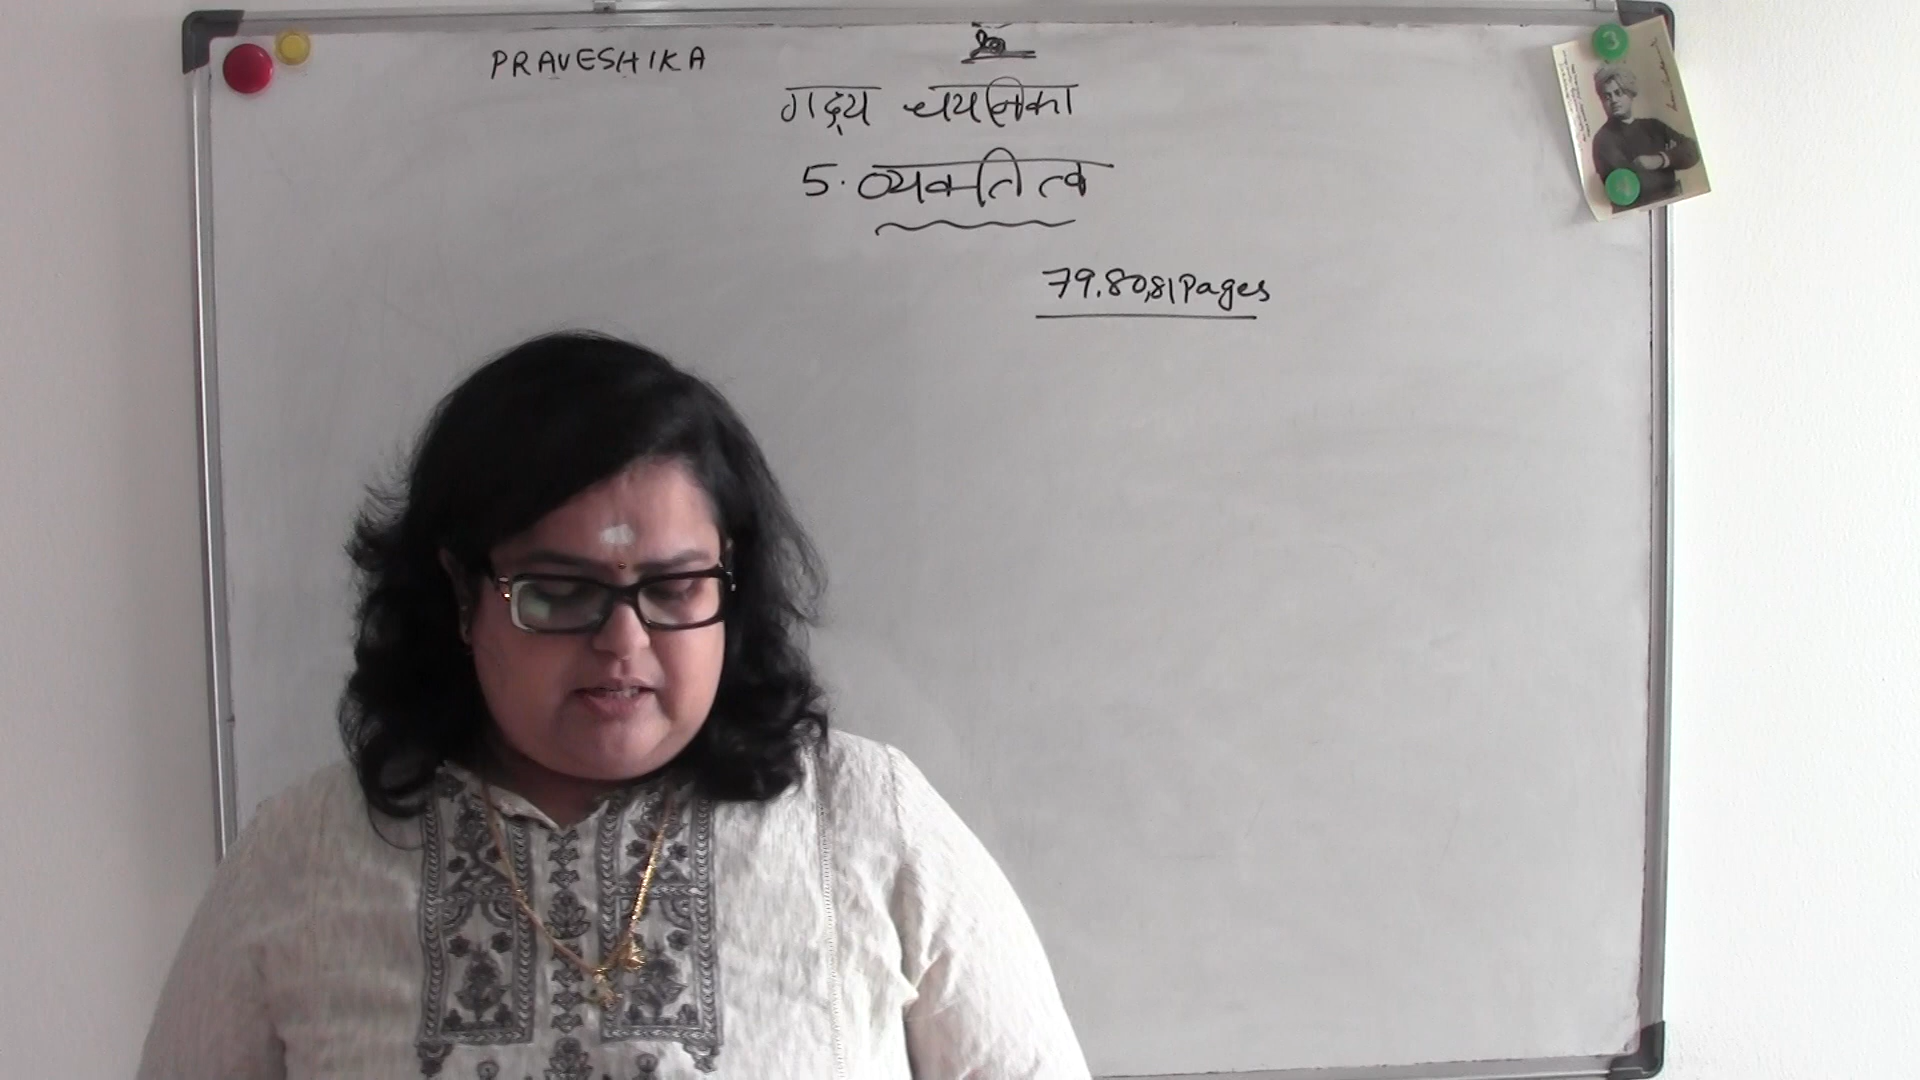 PRAVESHIKA
गद्य चयनिका
5. व्यक्तित्व
79,80,81 Pages